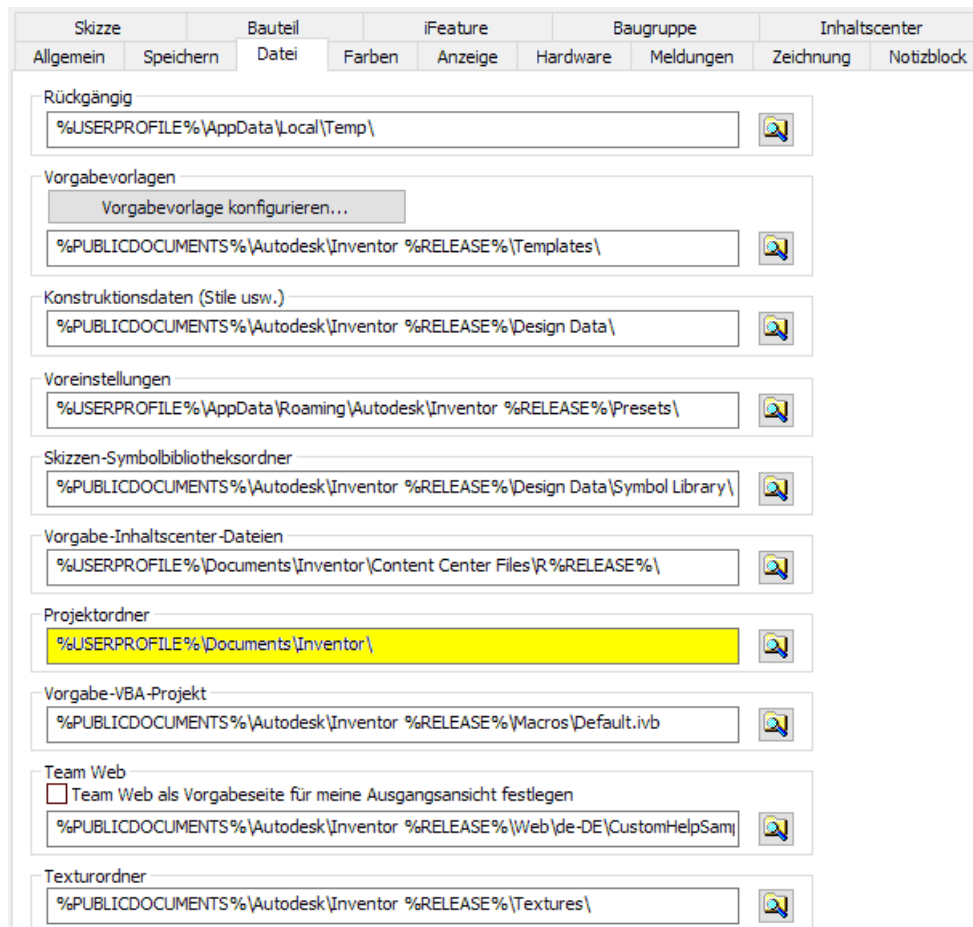 Skizze Bauteil iFeature Baugruppe Inhaltscenter
Allgemein Speichern Datei Farben Anzeige Hardware Meldungen Zeichnung Notizblock
Rückgängig
%USERPROFILE%\AppData\Local\Temp\
Vorgabevorlagen
Vorgabevorlage konfigurieren...
%PUBLICDOCUMENTS%\Autodesk\Inventor %RELEASE%\Templates\
Konstruktionsdaten (Stile usw.)
%PUBLICDOCUMENTS%\Autodesk\Inventor %RELEASE%\Design Data\
Voreinstellungen
%USERPROFILE%\AppData\Roaming\Autodesk\Inventor %RELEASE%\Presets\
Skizzen-Symbolbibliotheksordner
%PUBLICDOCUMENTS%\Autodesk\Inventor %RELEASE%\Design Data\Symbol Library\
Vorgabe-Inhaltscenter-Dateien
%USERPROFILE%\Documents\Inventor\Content Center Files\R%RELEASE%\
Projektordner
%USERPROFILE%\Documents\Inventor\
Vorgabe-VBA-Projekt
%PUBLICDOCUMENTS%\Autodesk\Inventor %RELEASE%\Macros\Default.ivb
Team Web
Team Web als Vorgabeseite für meine Ausgangsansicht festlegen
%PUBLICDOCUMENTS%\Autodesk\Inventor %RELEASE%\Web\de-DE\CustomHelpSam
Texturordner
%PUBLICDOCUMENTS%\Autodesk\Inventor %RELEASE%\Textures\